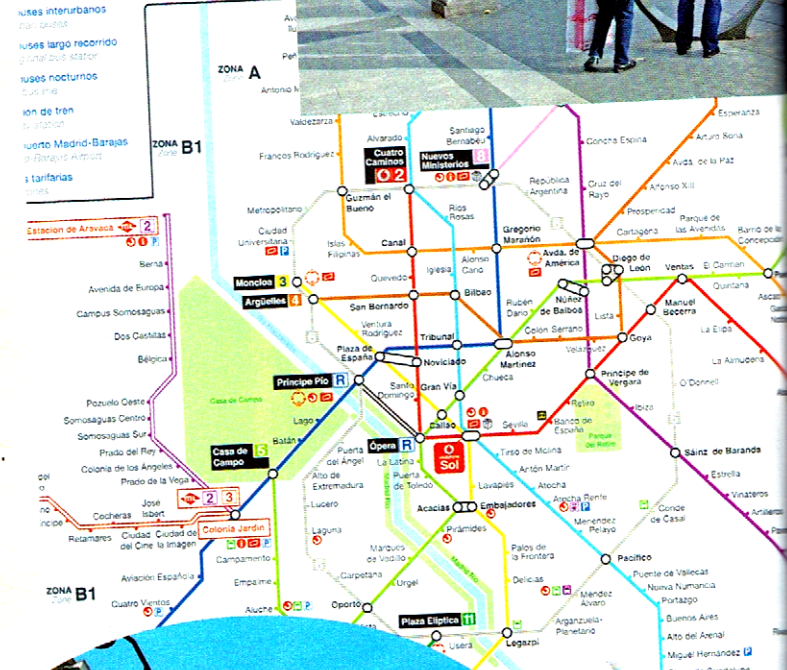 ZONA A
Zone
uses interurbanos
uses largo recorrido
uses nocturnos
ion de tren
uerto Madrid-Barajas
s tarifarias
ZONA B1
Zone
Valdezarza
Francos Rodríguez
Alvarado
Santiago
Bernabeu
Cuatro
Caminos
2
Nuevos
Ministerios
8
Concha Espina
Esperanza
Arturo Soria
Avda. de la Paz
Alfonso XIII
Prosperidad
Cruz del
Rayo
República
Argentina
Guzmán el
Bueno
Metropolitano
Ciudad
Universitaria
Islas
Filipinas
Canal
Ríos
Rosas
Gregorio
Marañón
Cartagena
Parque de
las Avenidas
Barrio de la
Concepción
Avda. de
América
Diego de
León
Ventas
El Carmen
Quintana
Estación de Aravaca
2
Berna
Avenida de Europa
Campus Somosaguas
Dos Castillas
Bélgica
Moncloa 3
Argüelles 4
Quevedo
Iglesia
Alonso
Cano
San Bernardo
Bilbao
Rubén
Darío
Núñez
de Balboa
Lista
Manuel
Becerra
Colón Serrano
Velázquez
Goya
La Elipa
La Almudena
Ventura
Rodríguez
Plaza de
España
Tribunal
Noviciado
Alonso
Martínez
Chueca
Príncipe de
Vergara
O'Donnell
Príncipe Pío R
Santo
Domingo
Gran Vía
Callao
Retiro
Ibiza
Casa de Campo
Lago
Batán
Pozuelo Oeste
Somosaguas Centro
Somosaguas Sur
Prado del Rey
Colonia de los Angeles
Prado de la Vega
Casa de
Campo 5
Ópera R
Sol
Sevilla
Banco de
España
Parque
del Retiro
Puerta
del Ángel
Alto de
Extremadura
La Latina
Puerta
de Toledo
Tirso de Molina
Antón Martín
Lavapiés
Atocha
Sáinz de Baranda
Estrella
Vinateros
Artilleros
Lucero
Laguna
Acacias
Embajadores
Pirámides
Atocha Renfe
Menéndez
Pelayo
Conde
de Casal
2 3
Cocheras
José
Isbert
Retamares
Ciudad
del Cine
Ciudad de
la Imagen
Colonia Jardín
Campamento
Empalme
Aluche
Aviación Española
Cuatro Vientos
Carpetana
Marqués
de Vadillo
Urgel
Oporto
Madrid Río
Palos de
la Frontera
Delicias
Pacífico
Puente de Vallecas
Nueva Numancia
Portazgo
Buenos Aires
Alto del Arenal
Miguel Hernández
Méndez
Álvaro
Arganzuela-
Planetario
ZONA B1
Zone
Plaza Elíptica 11
Usera
Legazpi